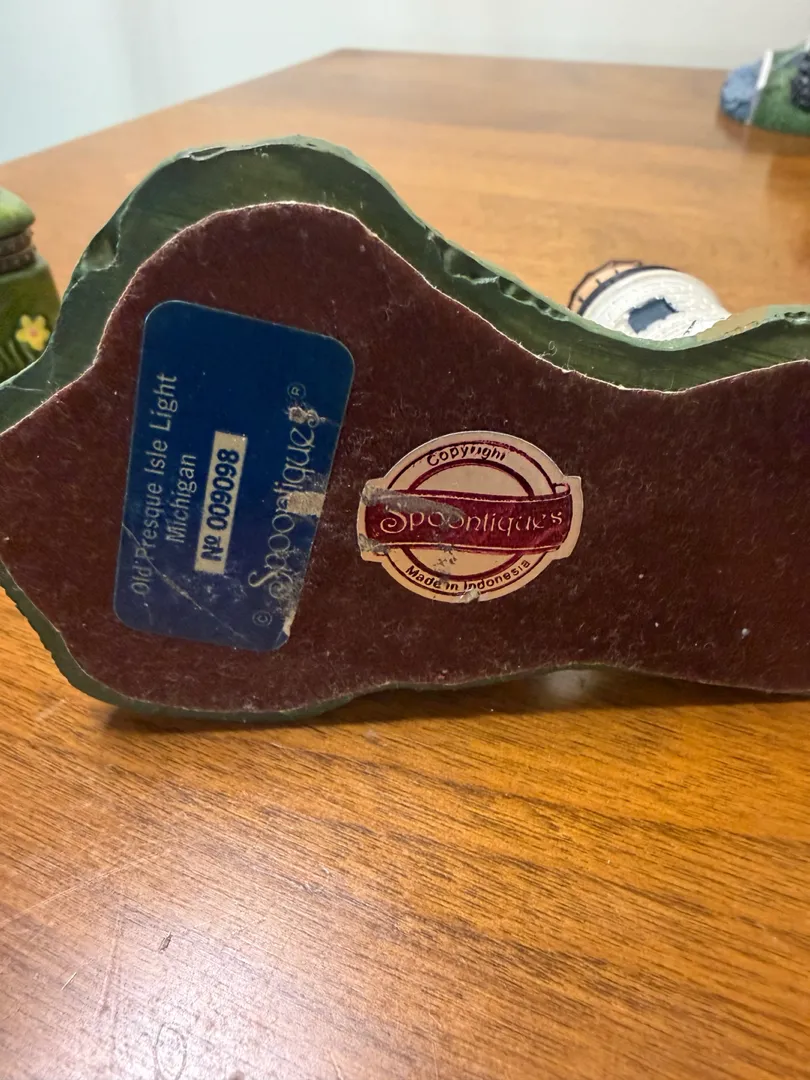 Old Presque Isle Light
Michigan
Nº 009098
© Spoontiques®
Copyright
Spoontiques
Made in Indonesia